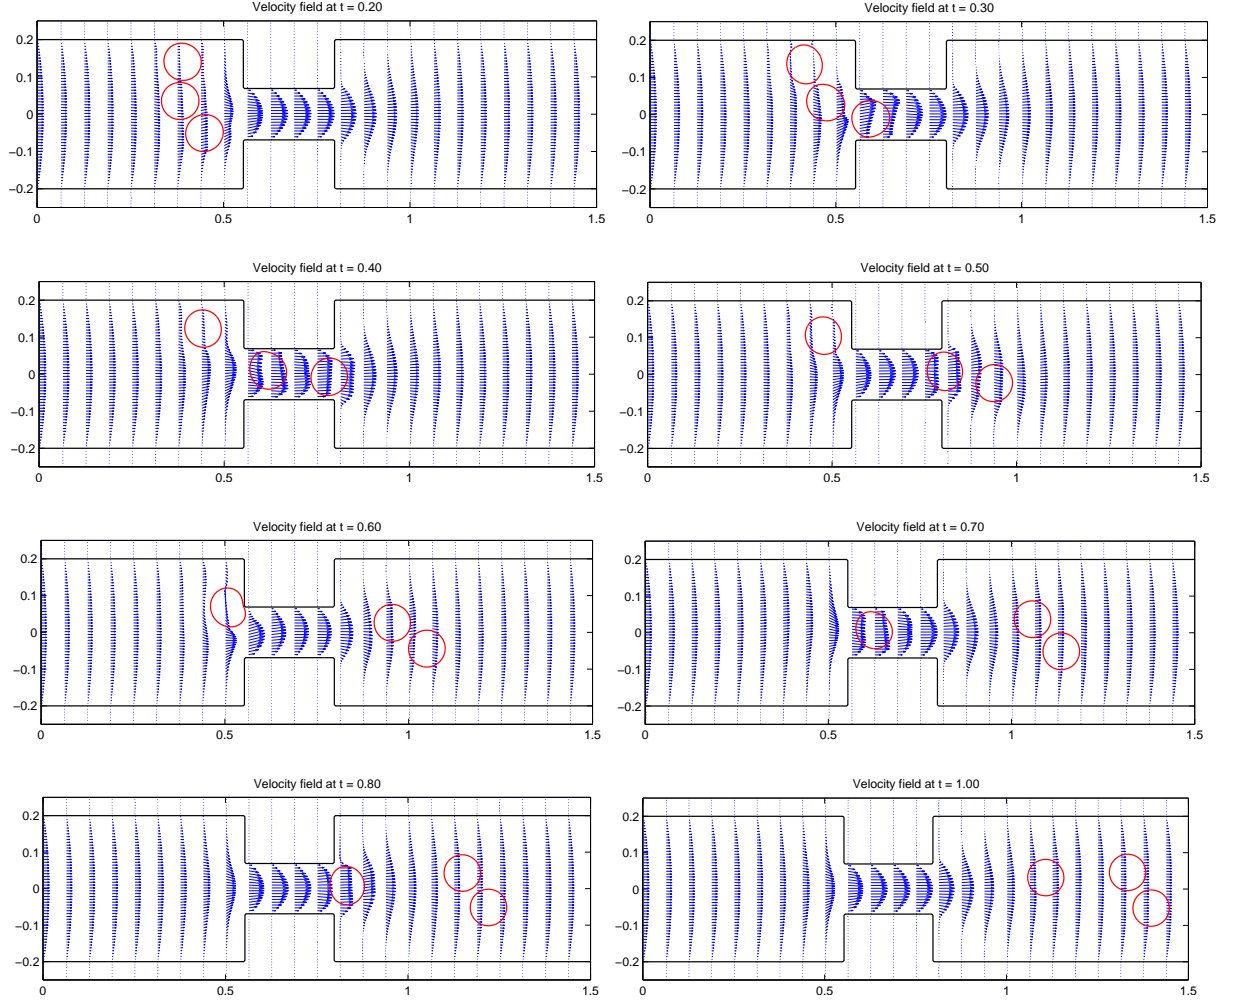 Velocity field at t = 0.20
0.2
0.1
0
−0.1
−0.2
0 0.5 1 1.5
Velocity field at t = 0.30
0.2
0.1
0
−0.1
−0.2
0 0.5 1 1.5
Velocity field at t = 0.40
0.2
0.1
0
−0.1
−0.2
0 0.5 1 1.5
Velocity field at t = 0.50
0.2
0.1
0
−0.1
−0.2
0 0.5 1 1.5
Velocity field at t = 0.60
0.2
0.1
0
−0.1
−0.2
0 0.5 1 1.5
Velocity field at t = 0.70
0.2
0.1
0
−0.1
−0.2
0 0.5 1 1.5
Velocity field at t = 0.80
0.2
0.1
0
−0.1
−0.2
0 0.5 1 1.5
Velocity field at t = 1.00
0.2
0.1
0
−0.1
−0.2
0 0.5 1 1.5